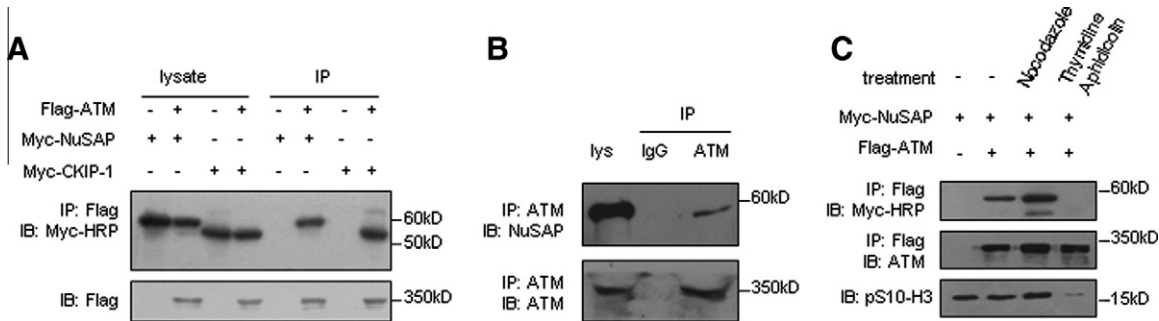 A
lysate IP
Flag-ATM - + - + - + - +
Myc-NuSAP + + - - + + - -
Myc-CKIP-1 - - + + - - + +
IP: Flag
IB: Myc-HRP
60kD
50kD
IB: Flag
350kD
B
IP
lys IgG ATM
IP: ATM
IB: NuSAP
60kD
IP: ATM
IB: ATM
350kD
C
treatment - - Nocodazole Thymidine Aphidicolin
Myc-NuSAP + + + +
Flag-ATM - + + +
IP: Flag
IB: Myc-HRP
60kD
IP: Flag
IB: ATM
350kD
IB: pS10-H3
15kD